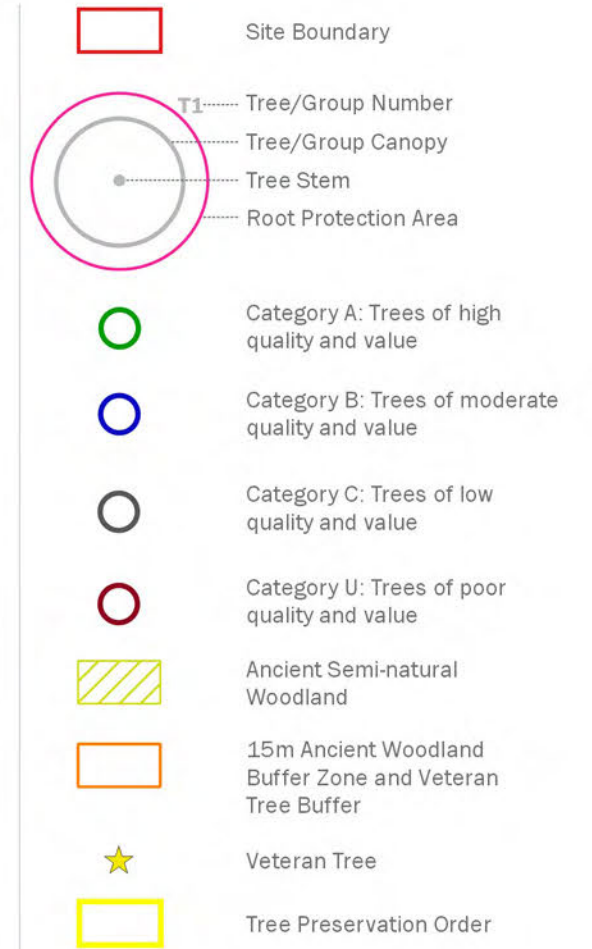 Site Boundary
T1
Tree/Group Number
Tree/Group Canopy
Tree Stem
Root Protection Area
Category A: Trees of high
quality and value
Category B: Trees of moderate
quality and value
Category C: Trees of low
quality and value
Category U: Trees of poor
quality and value
Ancient Semi-natural
Woodland
15m Ancient Woodland
Buffer Zone and Veteran
Tree Buffer
Veteran Tree
Tree Preservation Order